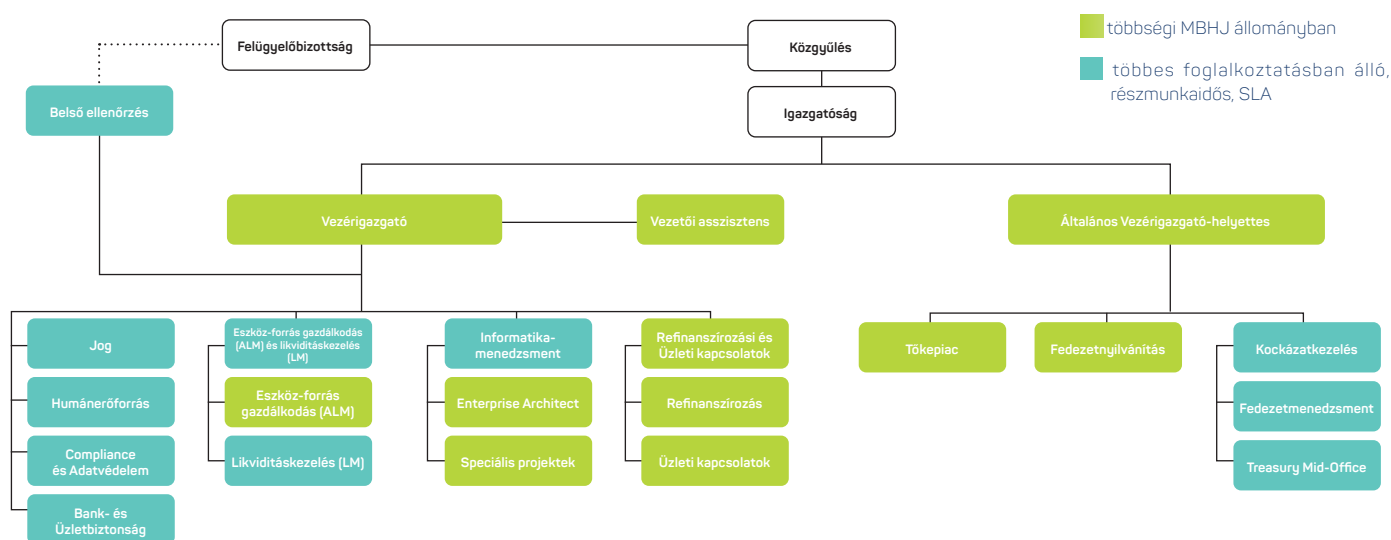 Felügyelőbizottság
Közgyűlés
többségi MBHJ állományban
többes foglalkoztatásban álló,
részmunkaidős, SLA
Belső ellenőrzés
Igazgatóság
Vezérigazgató
Vezetői asszisztens
Általános Vezérigazgató-helyettes
Jog
Humánerőforrás
Compliance
és Adatvédelem
Bank- és
Üzletbiztonság
Eszköz-forrás gazdálkodás
(ALM) és likviditáskezelés
(LM)
Eszköz-forrás
gazdálkodás (ALM)
Likviditáskezelés (LM)
Informatika-
menedzsment
Enterprise Architect
Speciális projektek
Refinanszírozási és
Üzleti kapcsolatok
Refinanszírozás
Üzleti kapcsolatok
Tőkepiac
Fedezetnyilvánítás
Kockázatkezelés
Fedezetmenedzsment
Treasury Mid-Office